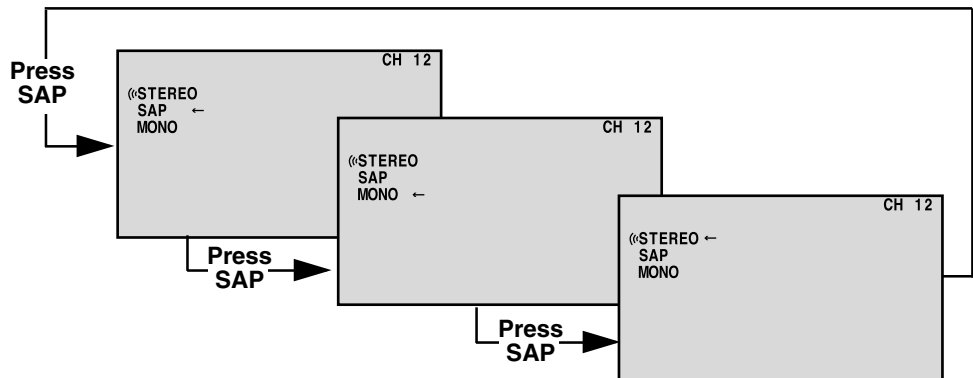 Press
SAP
CH 12
⸨STEREO
SAP ←
MONO
Press
SAP
CH 12
⸨STEREO
SAP
MONO ←
Press
SAP
CH 12
⸨STEREO ←
SAP
MONO